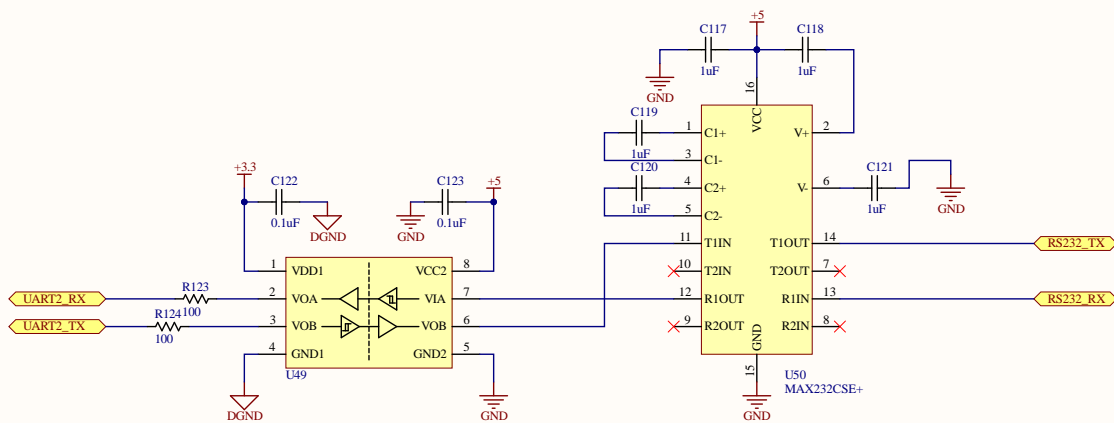 +5
C117
C118
1uF
1uF
GND
16
VCC
C119
1
C1+
V+
2
1uF
3
C1-
C120
4
C2+
V-
6
C121
1uF
5
C2-
1uF
GND
+3.3
C122
C123
+5
0.1uF
0.1uF
DGND
GND
11
T1IN
T1OUT
14
RS232_TX
10
T2IN
T2OUT
7
12
R1OUT
R1IN
13
RS232_RX
9
R2OUT
R2IN
8
GND
15
GND
U50
MAX232CSE+
1
VDD1
VCC2
8
UART2_RX
R123
100
2
VOA
VIA
7
UART2_TX
R124
100
3
VOB
VOB
6
4
GND1
GND2
5
U49
DGND
GND